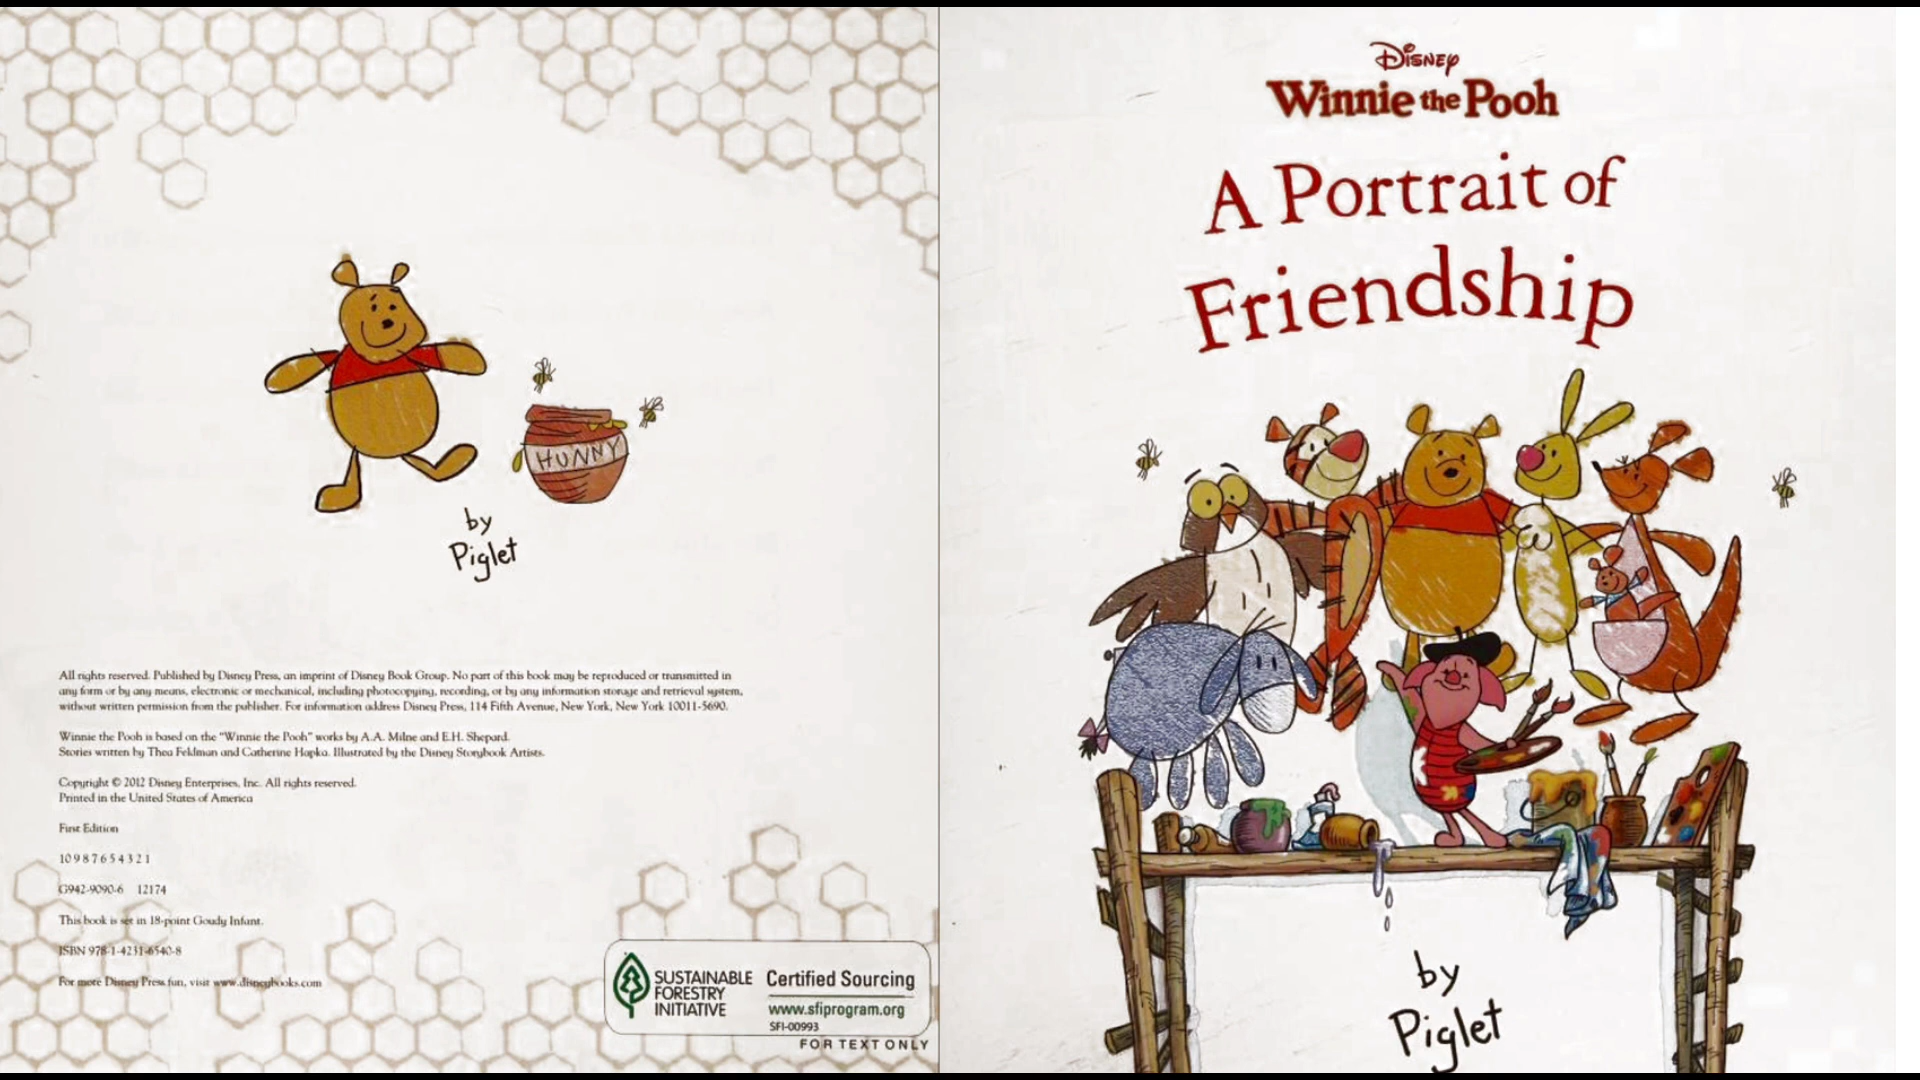 HUNNY
by
Piglet
All rights reserved. Published by Disney Press, an imprint of Disney Book Group. No part of this book may be reproduced or transmitted in
any form or by any means, electronic or mechanical, including photocopying, recording, or by any information storage and retrieval system,
without written permission from the publisher. For information address Disney Press, 114 Fifth Avenue, New York, New York 10011-5690.
Winnie the Pooh is based on the "Winnie the Pooh" works by A.A. Milne and E.H. Shepard.
Stories written by Thea Feldman and Catherine Hapka. Illustrated by the Disney Storybook Artists.
Copyright © 2012 Disney Enterprises, Inc. All rights reserved.
Printed in the United States of America
First Edition
10 9 8 7 6 5 4 3 2 1
G942-9090-6 12174
This book is set in 18-point Goudy Infant.
ISBN 978-1-4231-6540-8
For more Disney Press fun, visit www.disneybooks.com
SUSTAINABLE
FORESTRY
INITIATIVE
Certified Sourcing
www.sfiprogram.org
SFI-00993
FOR TEXT ONLY
Disney
Winnie the Pooh
A Portrait of
Friendship
by
Piglet